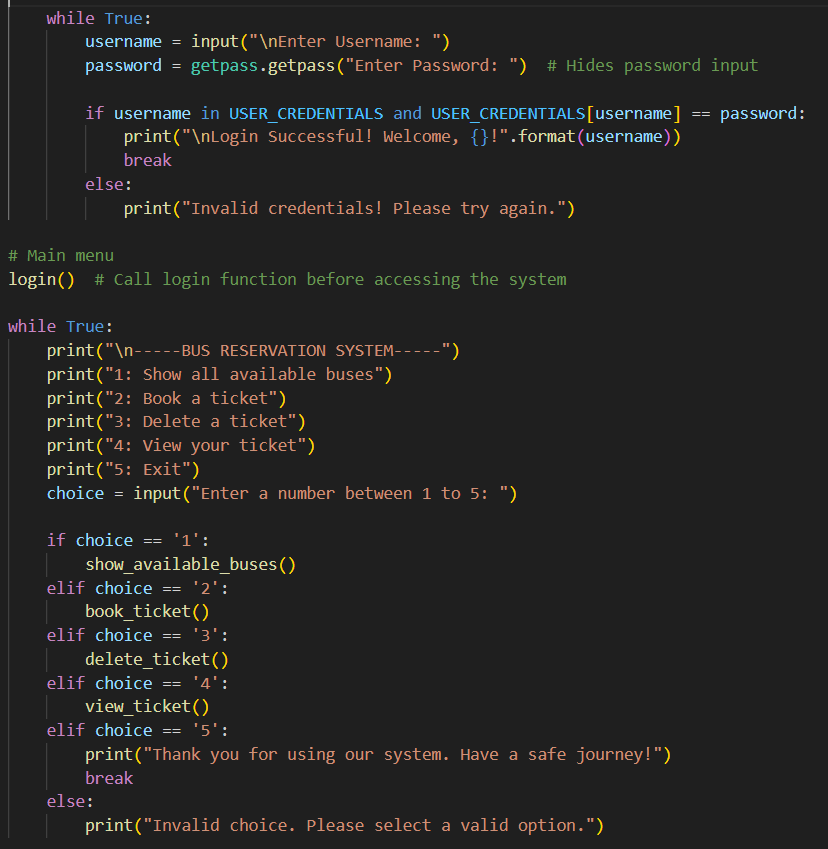 while True:
        username = input("\nEnter Username: ")
        password = getpass.getpass("Enter Password: ")  # Hides password input

        if username in USER_CREDENTIALS and USER_CREDENTIALS[username] == password:
            print("\nLogin Successful! Welcome, {}!".format(username))
            break
        else:
            print("Invalid credentials! Please try again.")

# Main menu
login()  # Call login function before accessing the system

while True:
    print("\n-----BUS RESERVATION SYSTEM-----")
    print("1: Show all available buses")
    print("2: Book a ticket")
    print("3: Delete a ticket")
    print("4: View your ticket")
    print("5: Exit")
    choice = input("Enter a number between 1 to 5: ")

    if choice == '1':
        show_available_buses()
    elif choice == '2':
        book_ticket()
    elif choice == '3':
        delete_ticket()
    elif choice == '4':
        view_ticket()
    elif choice == '5':
        print("Thank you for using our system. Have a safe journey!")
        break
    else:
        print("Invalid choice. Please select a valid option.")